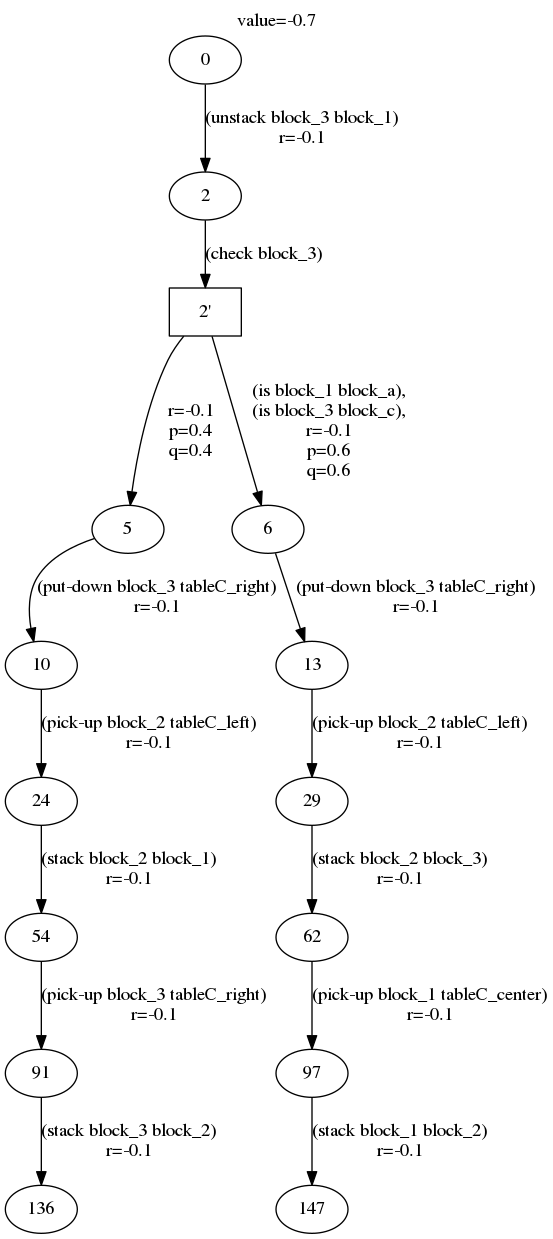 value=-0.7
0
(unstack block_3 block_1)
r=-0.1
2
(check block_3)
2'
r=-0.1
p=0.4
q=0.4
(is block_1 block_a),
(is block_3 block_c),
r=-0.1
p=0.6
q=0.6
5
6
(put-down block_3 tableC_right)
r=-0.1
(put-down block_3 tableC_right)
r=-0.1
10
13
(pick-up block_2 tableC_left)
r=-0.1
(pick-up block_2 tableC_left)
r=-0.1
24
29
(stack block_2 block_1)
r=-0.1
(stack block_2 block_3)
r=-0.1
54
62
(pick-up block_3 tableC_right)
r=-0.1
(pick-up block_1 tableC_center)
r=-0.1
91
97
(stack block_3 block_2)
r=-0.1
(stack block_1 block_2)
r=-0.1
136
147